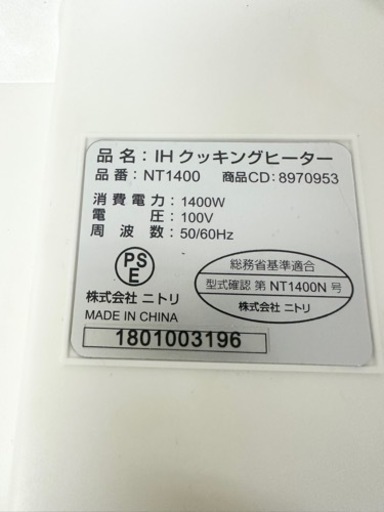 品 名：IH クッキングヒーター
品 番：NT1400 商品CD：8970953
消費電力：1400W
電 圧：100V
周 波 数：50/60Hz
PS
E
総務省基準適合
型式確認 第 NT1400N 号
株式会社 ニトリ
株式会社 ニトリ
MADE IN CHINA
1801003196